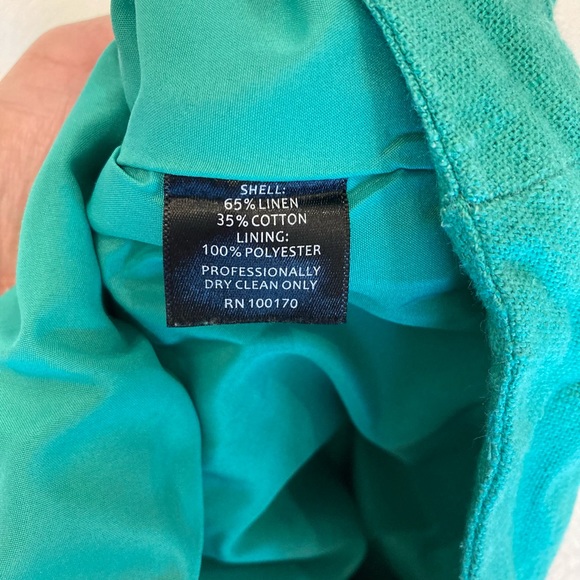 SHELL:
65% LINEN
35% COTTON
LINING:
100% POLYESTER
PROFESSIONALLY
DRY CLEAN ONLY
RN 100170